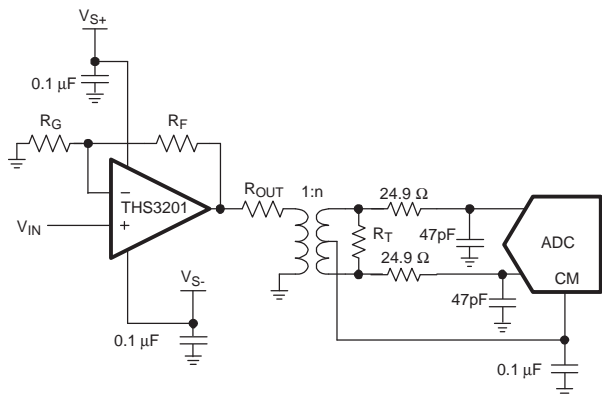 VS+
0.1 µF
RG
RF
THS3201
−
+
VIN
ROUT
1:n
24.9 Ω
RT
47pF
ADC
24.9 Ω
CM
47pF
VS-
0.1 µF
0.1 µF